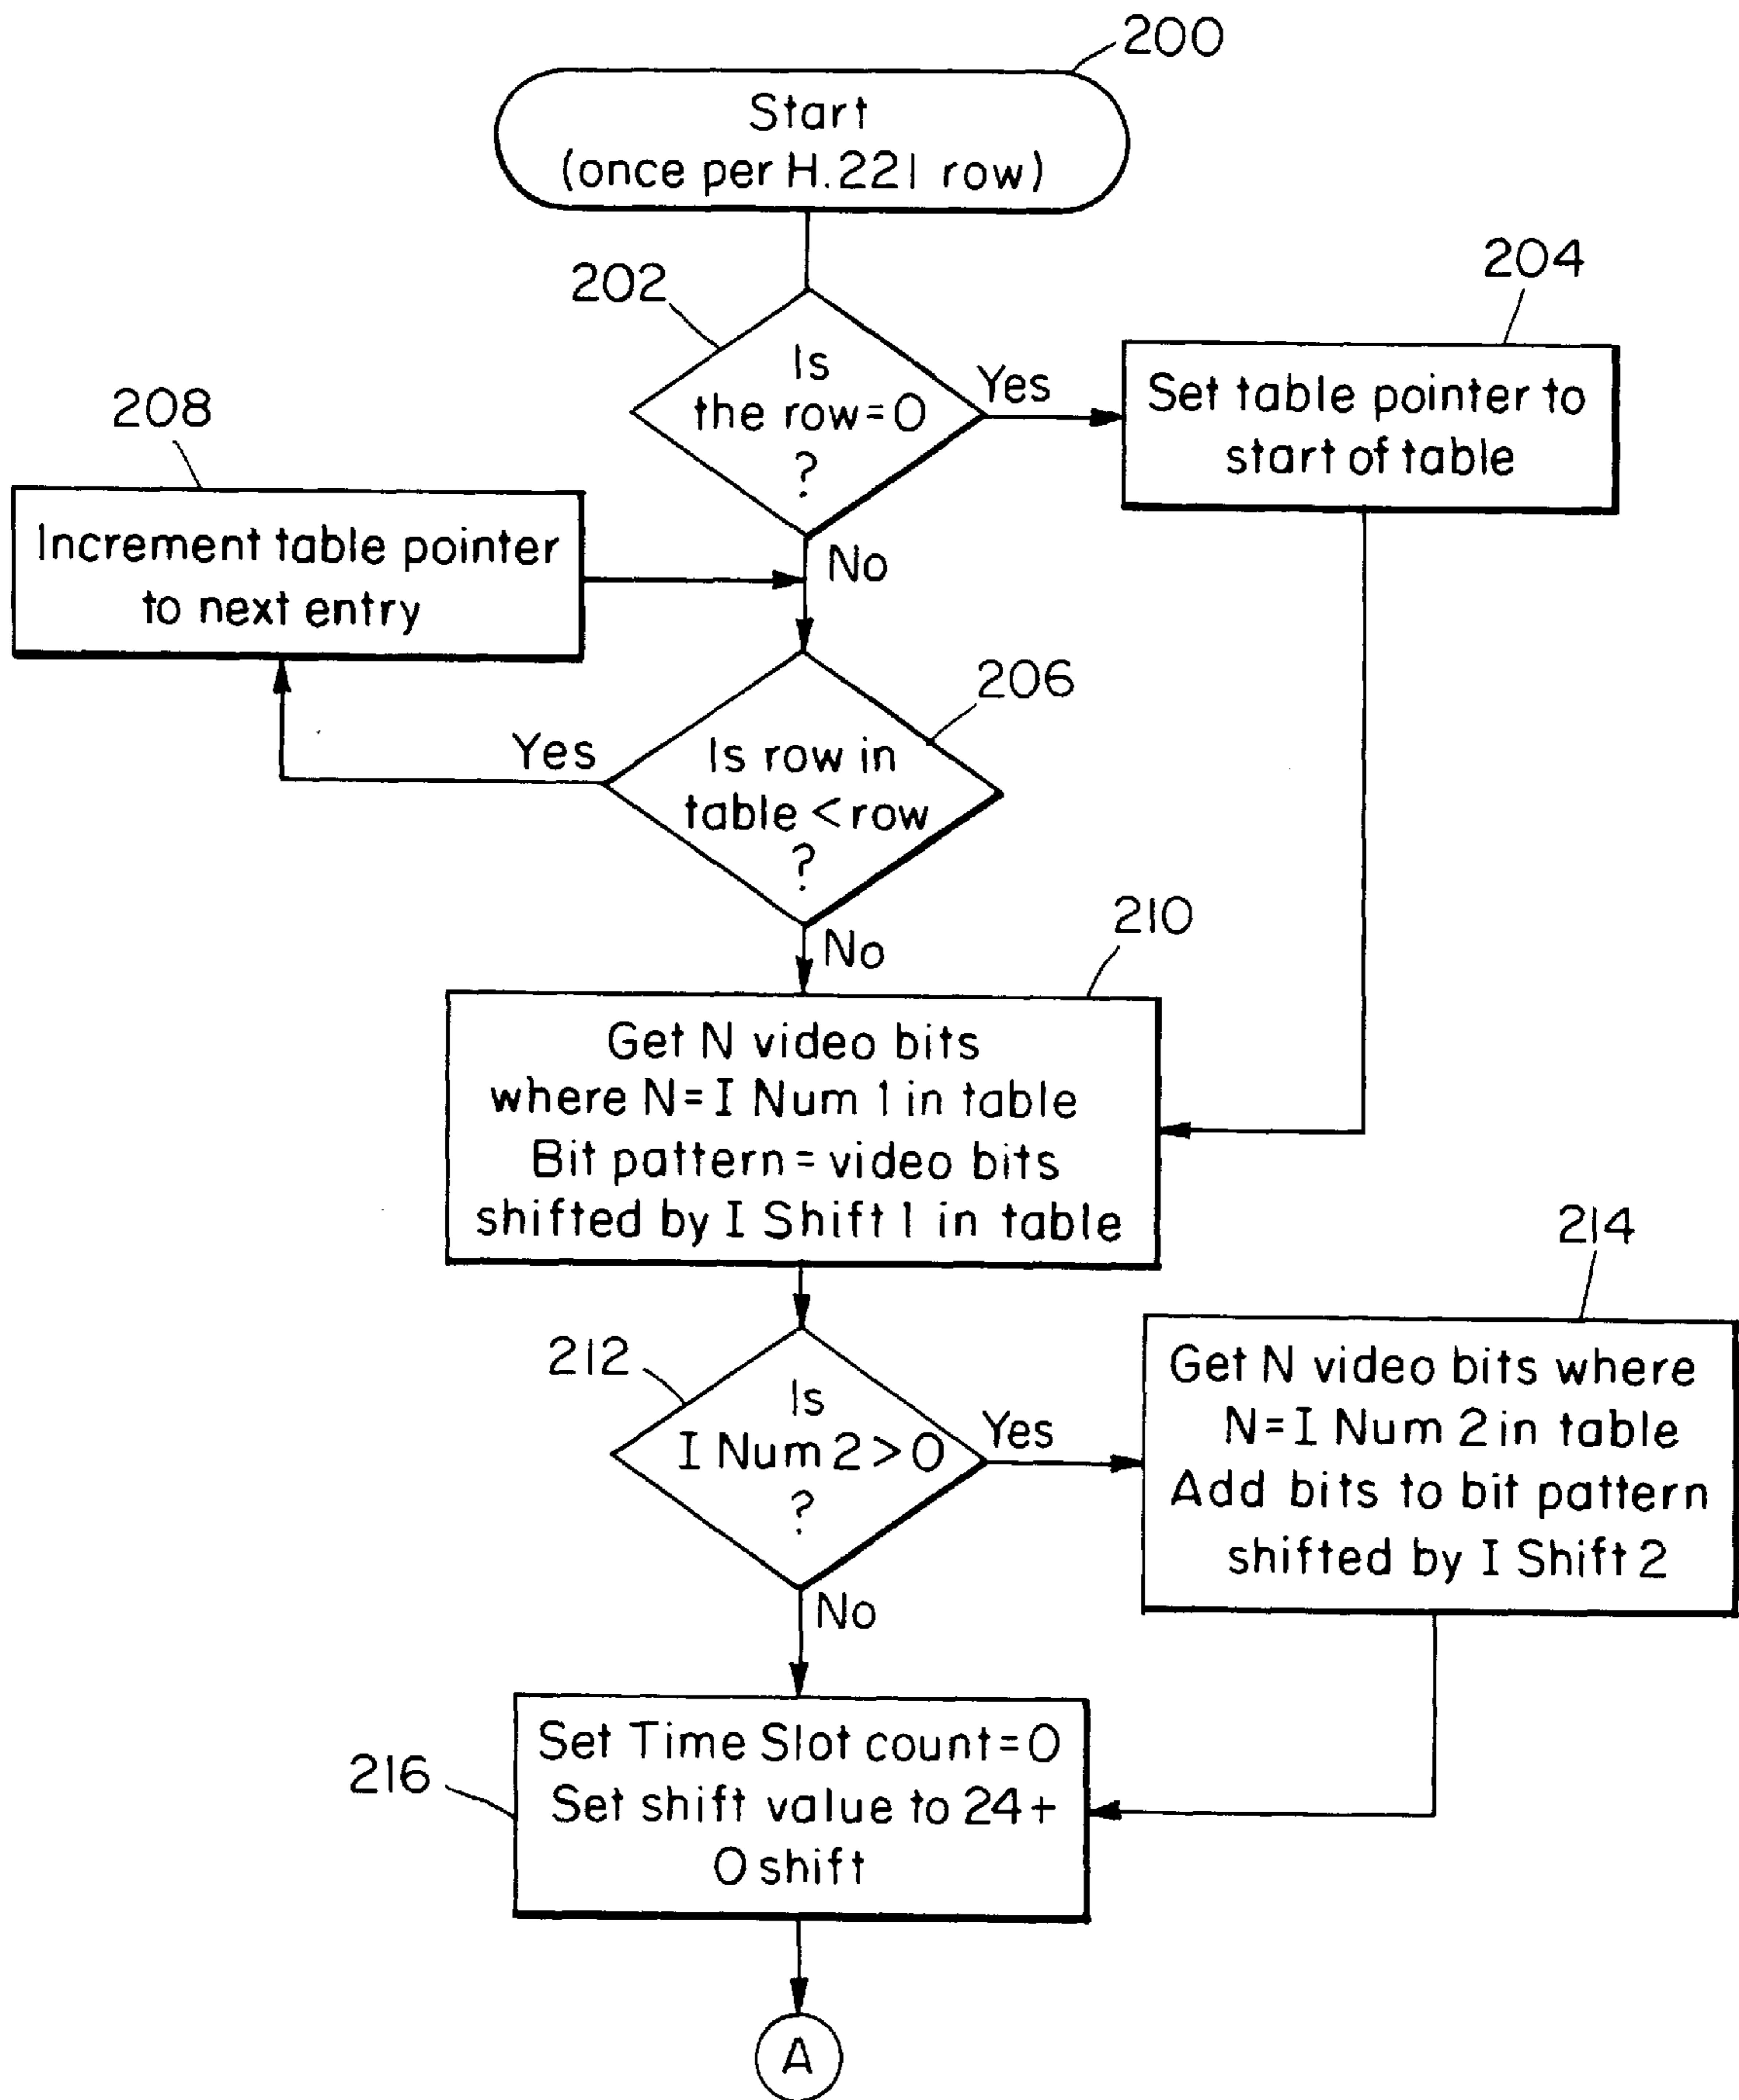 200
Start
(once per H.221 row)
202
Is
the row=0
?
Yes
204
Set table pointer to
start of table
208
Increment table pointer
to next entry
No
206
Is row in
table < row
?
Yes
No
210
Get N video bits
where N=I Num 1 in table
Bit pattern = video bits
shifted by I Shift 1 in table
212
Is
I Num 2 > 0
?
Yes
214
Get N video bits where
N=I Num 2 in table
Add bits to bit pattern
shifted by I Shift 2
No
216
Set Time Slot count=0
Set shift value to 24+
O shift
A